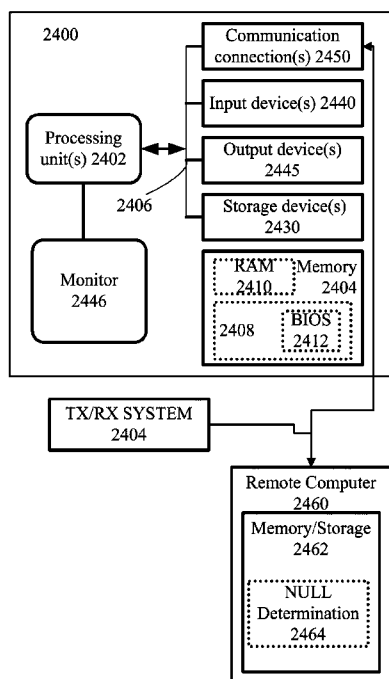 2400
Communication
connection(s) 2450
Input device(s) 2440
Processing
unit(s) 2402
Output device(s)
2445
2406
Storage device(s)
2430
Monitor
2446
RAM
2410
Memory
2404
2408
BIOS
2412
TX/RX SYSTEM
2404
Remote Computer
2460
Memory/Storage
2462
NULL
Determination
2464